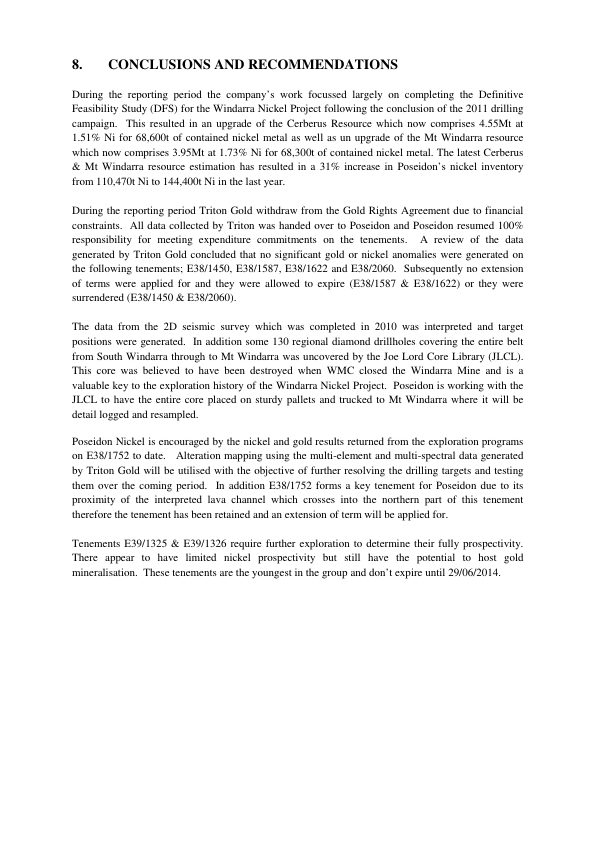 8. CONCLUSIONS AND RECOMMENDATIONS
During the reporting period the company's work focussed largely on completing the Definitive
Feasibility Study (DFS) for the Windarra Nickel Project following the conclusion of the 2011 drilling
campaign. This resulted in an upgrade of the Cerberus Resource which now comprises 4.55Mt at
1.51% Ni for 68,600t of contained nickel metal as well as un upgrade of the Mt Windarra resource
which now comprises 3.95Mt at 1.73% Ni for 68,300t of contained nickel metal. The latest Cerberus
& Mt Windarra resource estimation has resulted in a 31% increase in Poseidon's nickel inventory
from 110,470t Ni to 144,400t Ni in the last year.
During the reporting period Triton Gold withdraw from the Gold Rights Agreement due to financial
constraints. All data collected by Triton was handed over to Poseidon and Poseidon resumed 100%
responsibility for meeting expenditure commitments on the tenements. A review of the data
generated by Triton Gold concluded that no significant gold or nickel anomalies were generated on
the following tenements; E38/1450, E38/1587, E38/1622 and E38/2060. Subsequently no extension
of terms were applied for and they were allowed to expire (E38/1587 & E38/1622) or they were
surrendered (E38/1450 & E38/2060).
The data from the 2D seismic survey which was completed in 2010 was interpreted and target
positions were generated. In addition some 130 regional diamond drillholes covering the entire belt
from South Windarra through to Mt Windarra was uncovered by the Joe Lord Core Library (JLCL).
This core was believed to have been destroyed when WMC closed the Windarra Mine and is a
valuable key to the exploration history of the Windarra Nickel Project. Poseidon is working with the
JLCL to have the entire core placed on sturdy pallets and trucked to Mt Windarra where it will be
detail logged and resampled.
Poseidon Nickel is encouraged by the nickel and gold results returned from the exploration programs
on E38/1752 to date. Alteration mapping using the multi-element and multi-spectral data generated
by Triton Gold will be utilised with the objective of further resolving the drilling targets and testing
them over the coming period. In addition E38/1752 forms a key tenement for Poseidon due to its
proximity of the interpreted lava channel which crosses into the northern part of this tenement
therefore the tenement has been retained and an extension of term will be applied for.
Tenements E39/1325 & E39/1326 require further exploration to determine their fully prospectivity.
There appear to have limited nickel prospectivity but still have the potential to host gold
mineralisation. These tenements are the youngest in the group and don't expire until 29/06/2014.